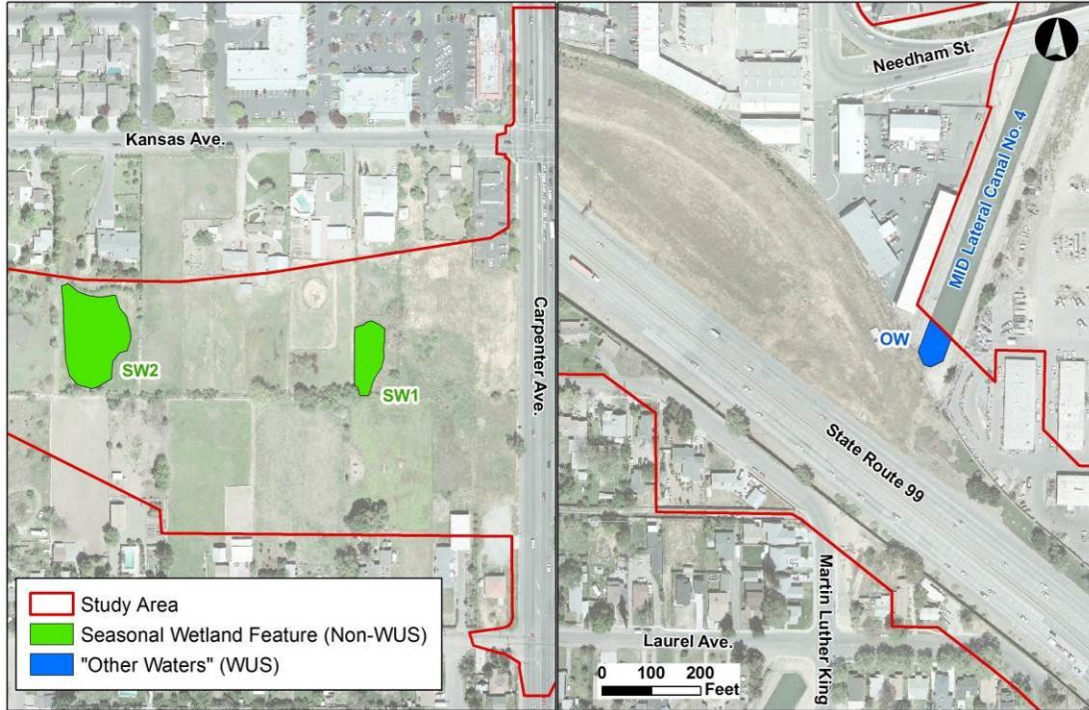 Kansas Ave.
SW2
SW1
Carpenter Ave.
Study Area
Seasonal Wetland Feature (Non-WUS)
"Other Waters" (WUS)
Needham St.
MID Lateral Canal No. 4
OW
State Route 99
Martin Luther King
Laurel Ave.
0 100 200
Feet